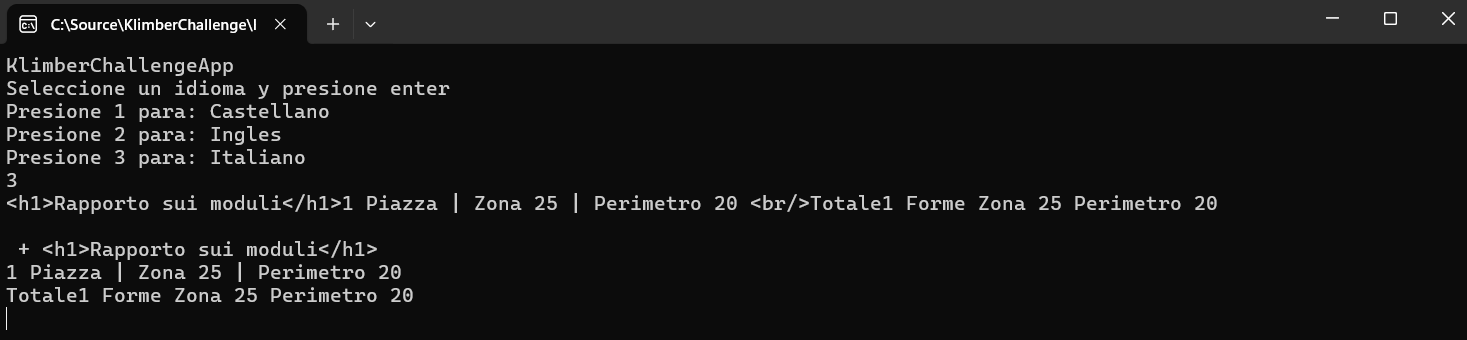 C:\Source\KlimberChallenge\I
KlimberChallengeApp
Seleccione un idioma y presione enter
Presione 1 para: Castellano
Presione 2 para: Ingles
Presione 3 para: Italiano
3
<h1>Rapporto sui moduli</h1>1 Piazza | Zona 25 | Perimetro 20 <br/>Totale1 Forme Zona 25 Perimetro 20
+ <h1>Rapporto sui moduli</h1>
1 Piazza | Zona 25 | Perimetro 20
Totale1 Forme Zona 25 Perimetro 20